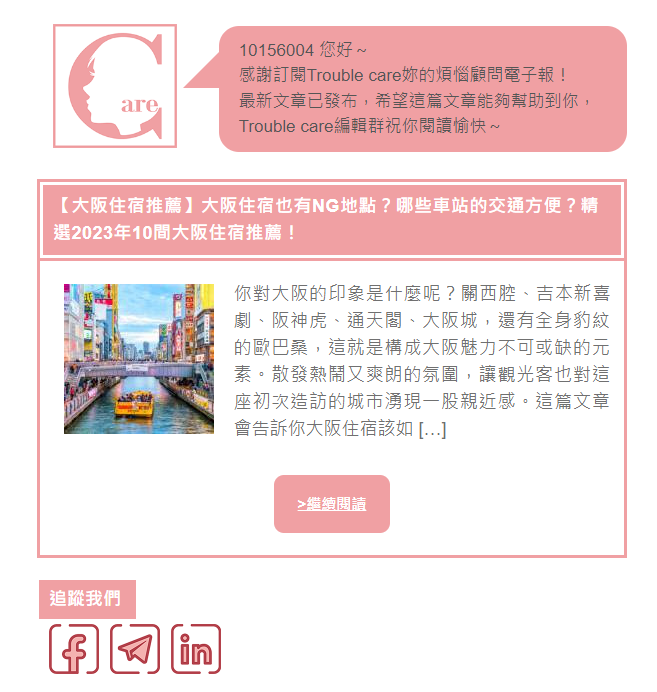 Care
10156004 您好～
感謝訂閱Trouble care妳的煩惱顧問電子報！
最新文章已發布，希望這篇文章能夠幫助到你，
Trouble care編輯群祝你閱讀愉快～
【大阪住宿推薦】大阪住宿也有NG地點？哪些車站的交通方便？精
選2023年10間大阪住宿推薦！
你對大阪的印象是什麼呢？關西腔、吉本新喜
劇、阪神虎、通天閣、大阪城，還有全身豹紋
的歐巴桑，這就是構成大阪魅力不可或缺的元
素。散發熱鬧又爽朗的氛圍，讓觀光客也對這
座初次造訪的城市湧現一股親近感。這篇文章
會告訴你大阪住宿該如 [...]
>繼續閱讀
追蹤我們